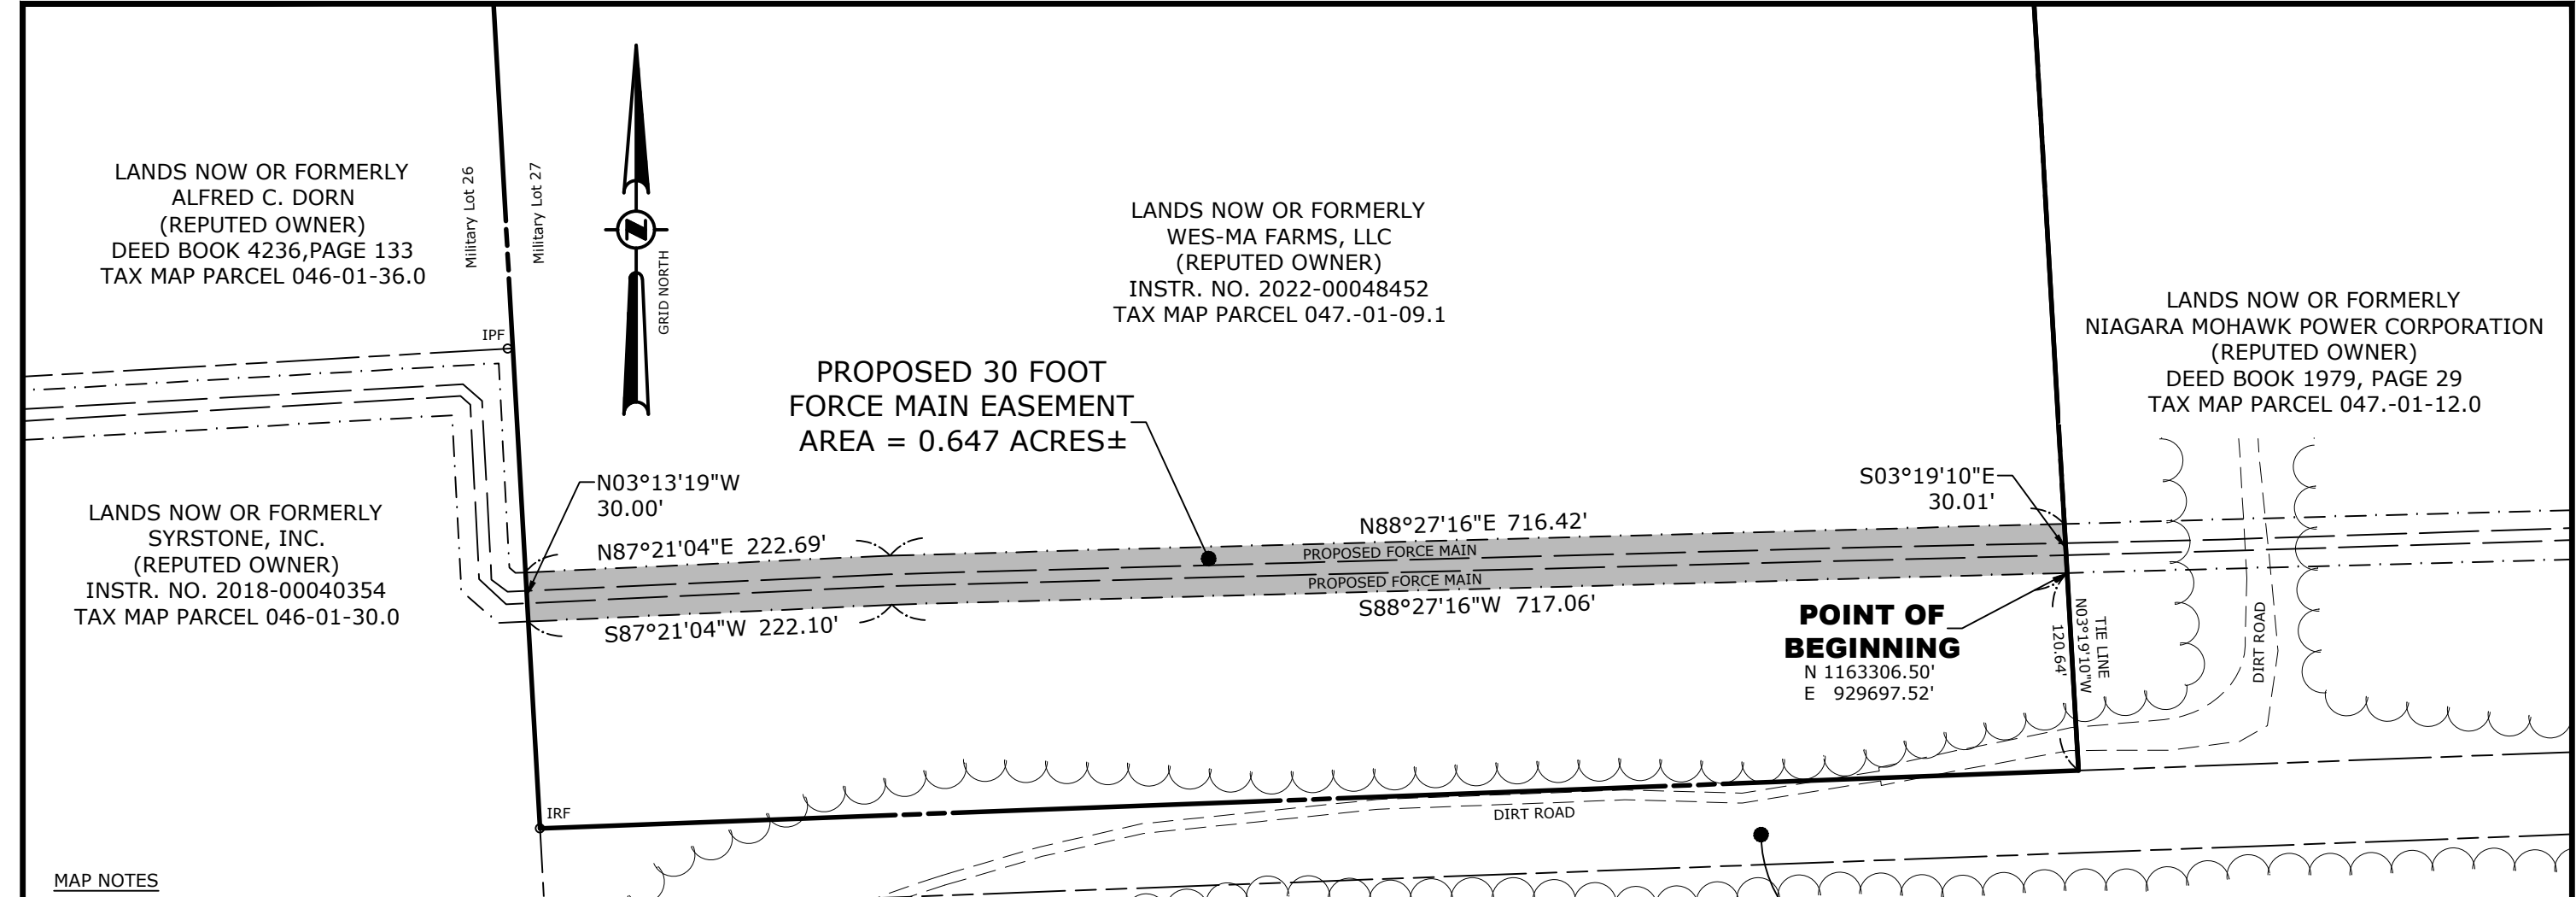 LANDS NOW OR FORMERLY
ALFRED C. DORN
(REPUTED OWNER)
DEED BOOK 4236,PAGE 133
TAX MAP PARCEL 046-01-36.0
Military Lot 26
Military Lot 27
N
GRID NORTH
LANDS NOW OR FORMERLY
WES-MA FARMS, LLC
(REPUTED OWNER)
INSTR. NO. 2022-00048452
TAX MAP PARCEL 047.-01-09.1
LANDS NOW OR FORMERLY
NIAGARA MOHAWK POWER CORPORATION
(REPUTED OWNER)
DEED BOOK 1979, PAGE 29
TAX MAP PARCEL 047.-01-12.0
IPF
PROPOSED 30 FOOT
FORCE MAIN EASEMENT
AREA = 0.647 ACRES±
N03°13'19"W
30.00'
S03°19'10"E
30.01'
LANDS NOW OR FORMERLY
SYRSTONE, INC.
(REPUTED OWNER)
INSTR. NO. 2018-00040354
TAX MAP PARCEL 046-01-30.0
N87°21'04"E 222.69'
N88°27'16"E 716.42'
PROPOSED FORCE MAIN
PROPOSED FORCE MAIN
S87°21'04"W 222.10'
S88°27'16"W 717.06'
POINT OF
BEGINNING
N 1163306.50'
E 929697.52'
TIE LINE
N03°19'10"W
120.64'
DIRT ROAD
IRF
DIRT ROAD
MAP NOTES